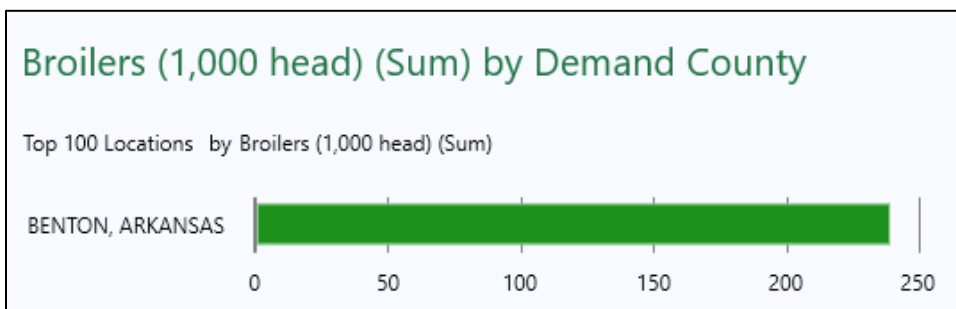 Broilers (1,000 head) (Sum) by Demand County
Top 100 Locations by Broilers (1,000 head) (Sum)
BENTON, ARKANSAS
0 50 100 150 200 250